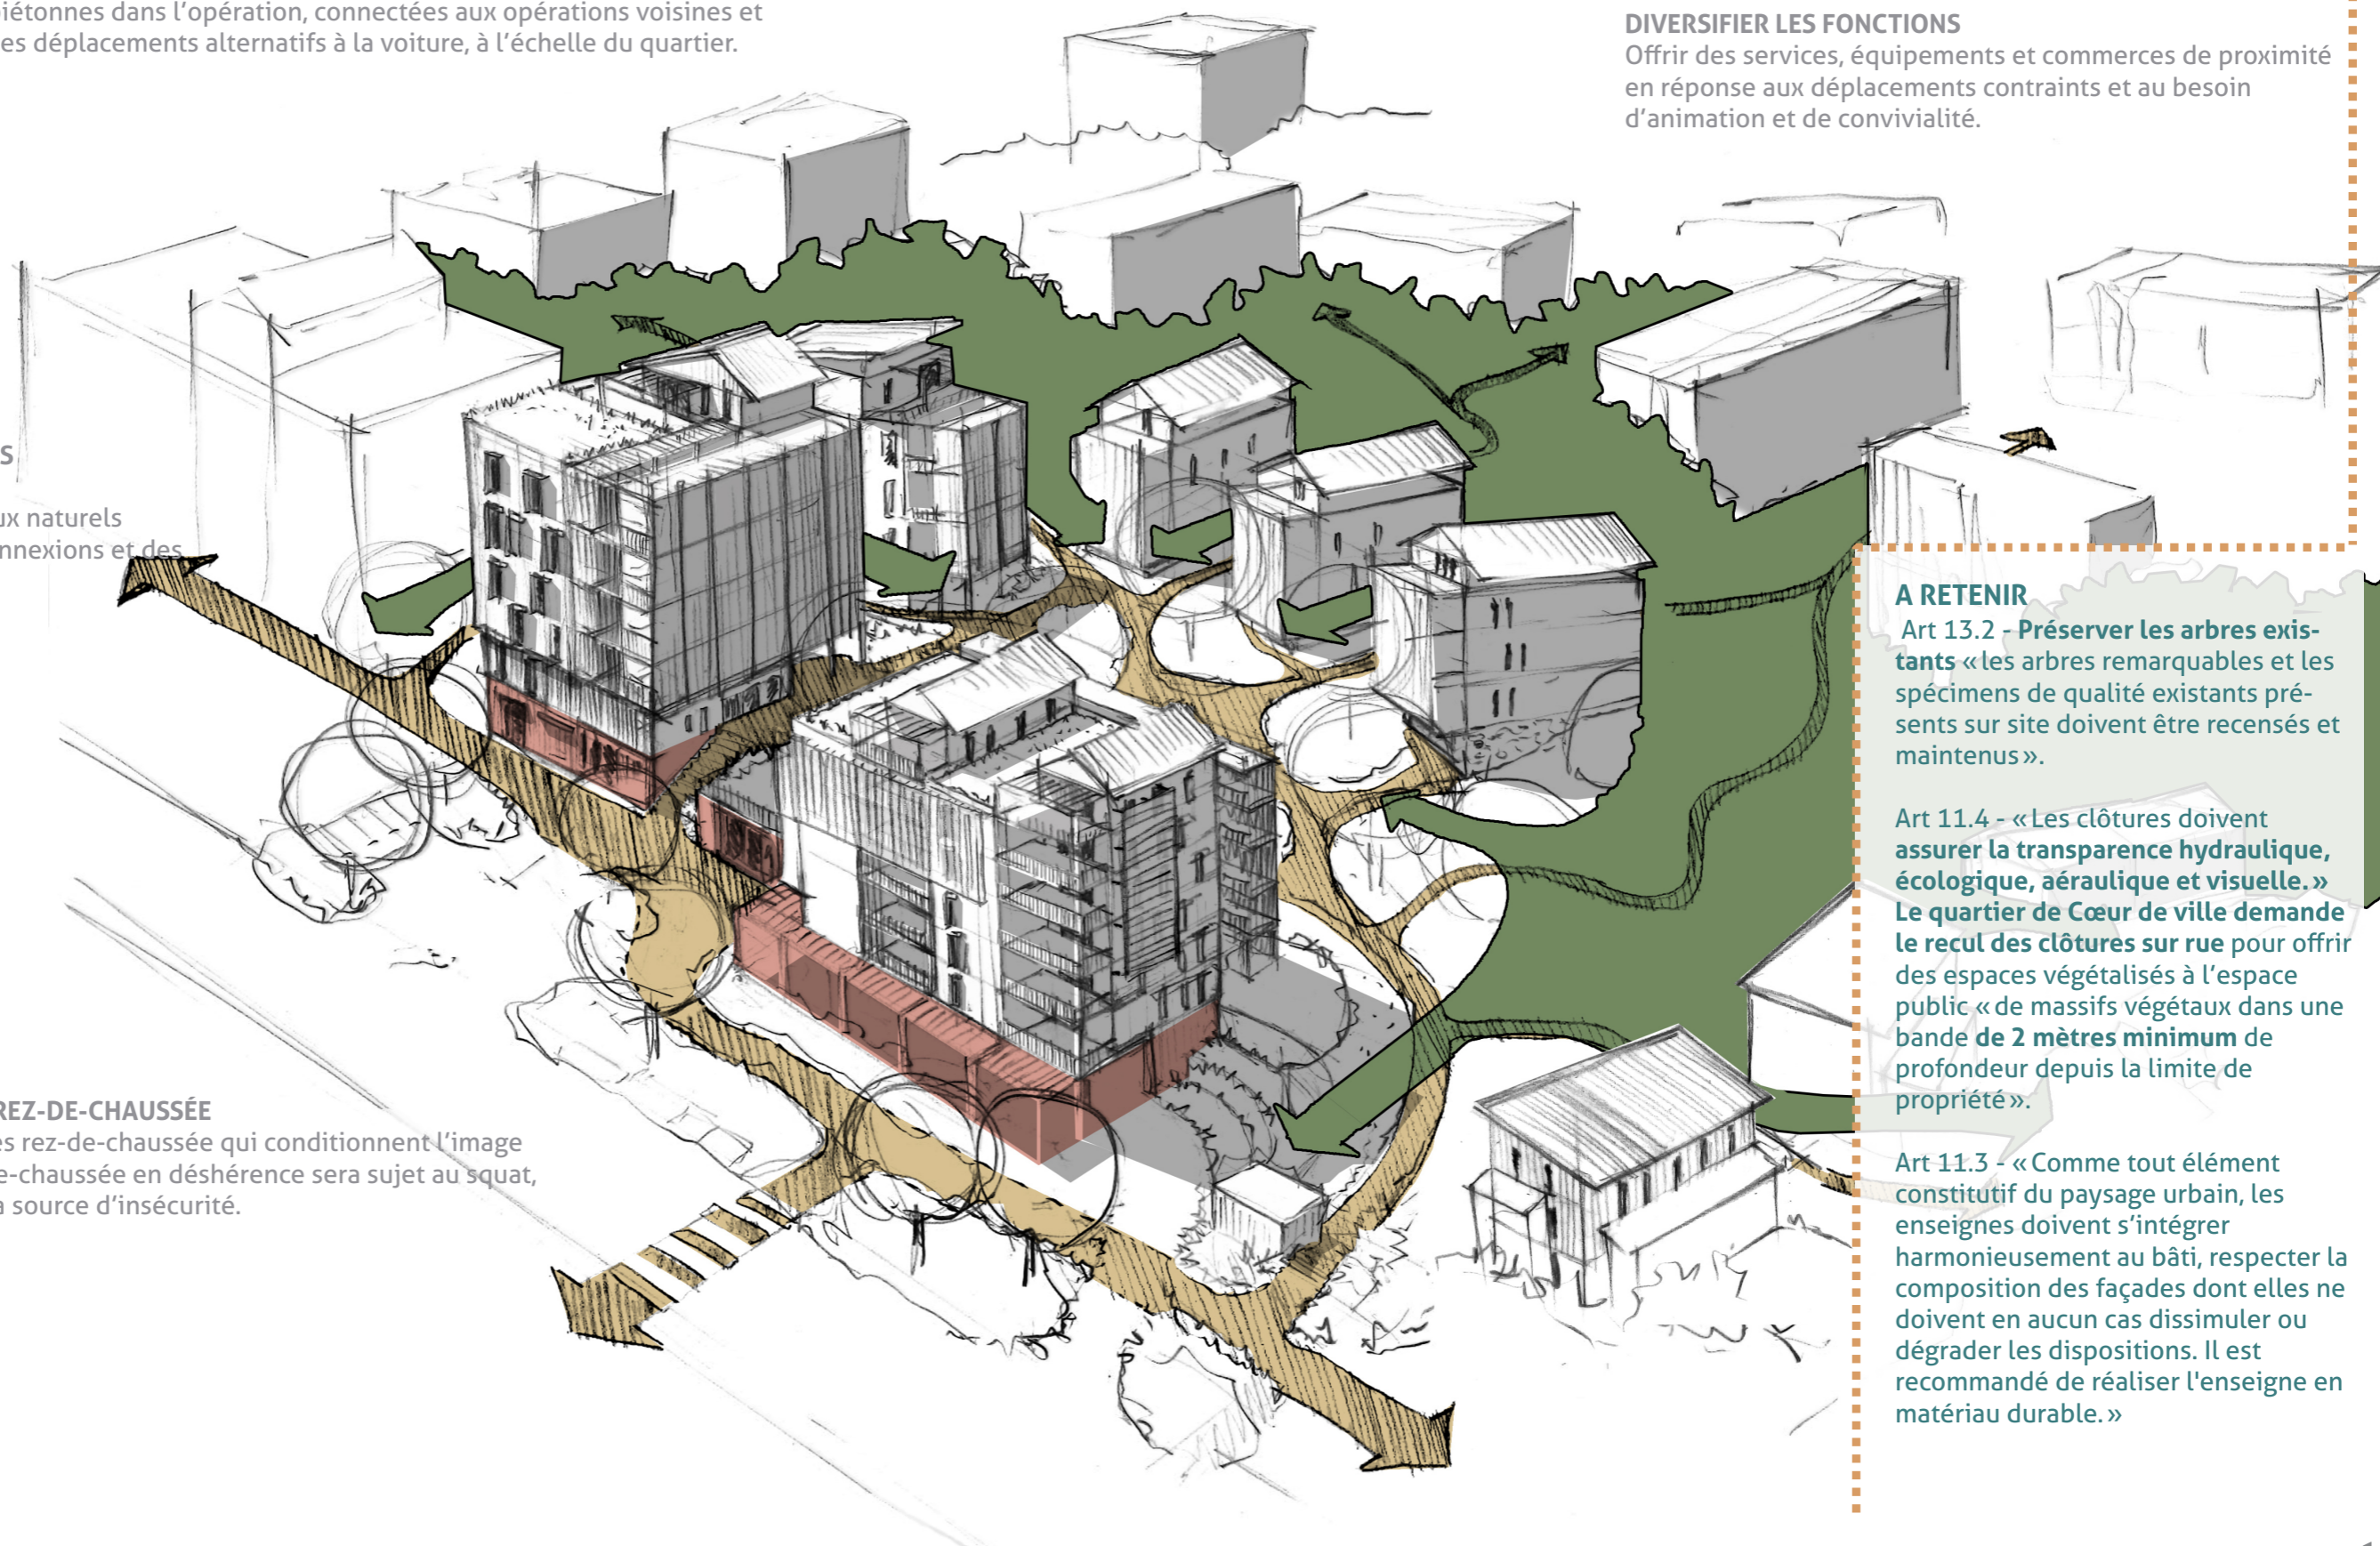 piétonnes dans l’opération, connectées aux opérations voisines et
es déplacements alternatifs à la voiture, à l’échelle du quartier.
DIVERSIFIER LES FONCTIONS
Offrir des services, équipements et commerces de proximité
en réponse aux déplacements contraints et au besoin
d’animation et de convivialité.
S
ux naturels
nnexions et des
REZ-DE-CHAUSSÉE
es rez-de-chaussée qui conditionnent l’image
e-chaussée en déshérence sera sujet au squat,
a source d’insécurité.
A RETENIR
Art 13.2 - Préserver les arbres exis-
tants « les arbres remarquables et les
spécimens de qualité existants pré-
sents sur site doivent être recensés et
maintenus ».
Art 11.4 - « Les clôtures doivent
assurer la transparence hydraulique,
écologique, aéraulique et visuelle. »
Le quartier de Cœur de ville demande
le recul des clôtures sur rue pour offrir
des espaces végétalisés à l’espace
public « de massifs végétaux dans une
bande de 2 mètres minimum de
profondeur depuis la limite de
propriété ».
Art 11.3 - « Comme tout élément
constitutif du paysage urbain, les
enseignes doivent s’intégrer
harmonieusement au bâti, respecter la
composition des façades dont elles ne
doivent en aucun cas dissimuler ou
dégrader les dispositions. Il est
recommandé de réaliser l'enseigne en
matériau durable. »